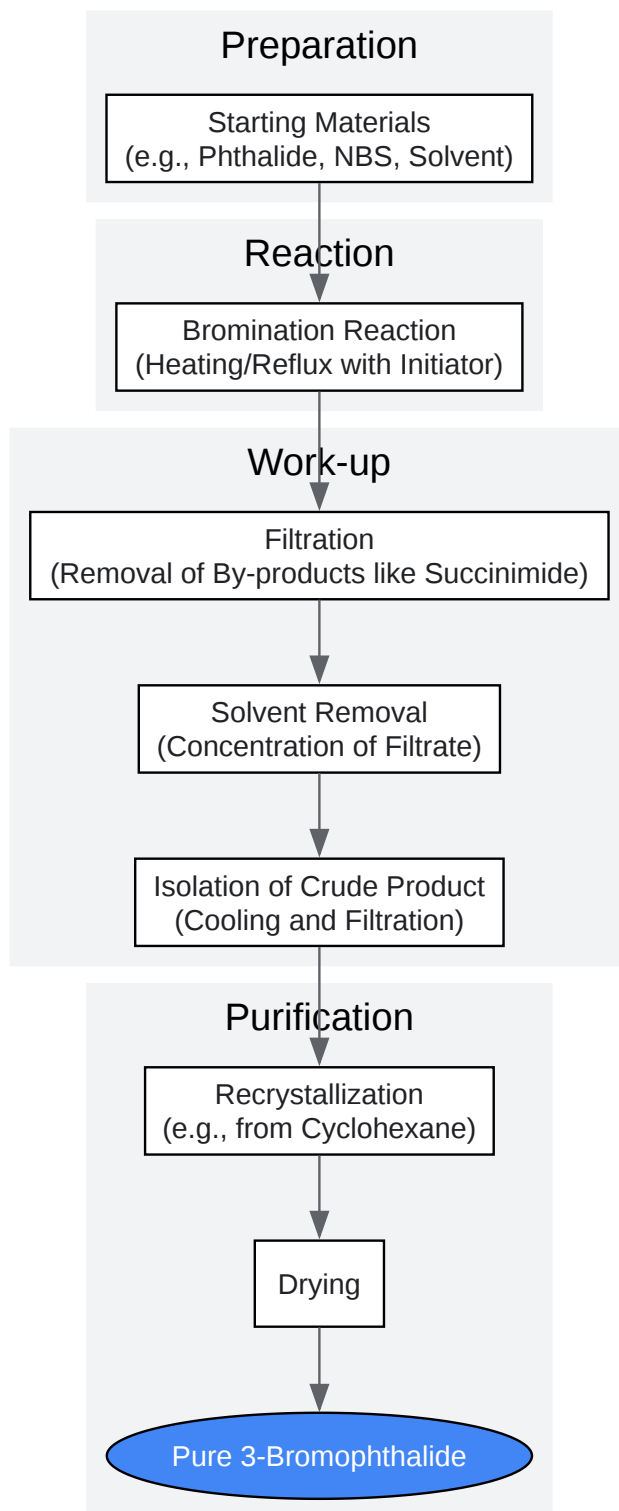 Preparation
Starting Materials
(e.g., Phthalide, NBS, Solvent)
Reaction
Bromination Reaction
(Heating/Reflux with Initiator)
Work-up
Filtration
(Removal of By-products like Succinimide)
Solvent Removal
(Concentration of Filtrate)
Isolation of Crude Product
(Cooling and Filtration)
Purification
Recrystallization
(e.g., from Cyclohexane)
Drying
Pure 3-Bromophthalide